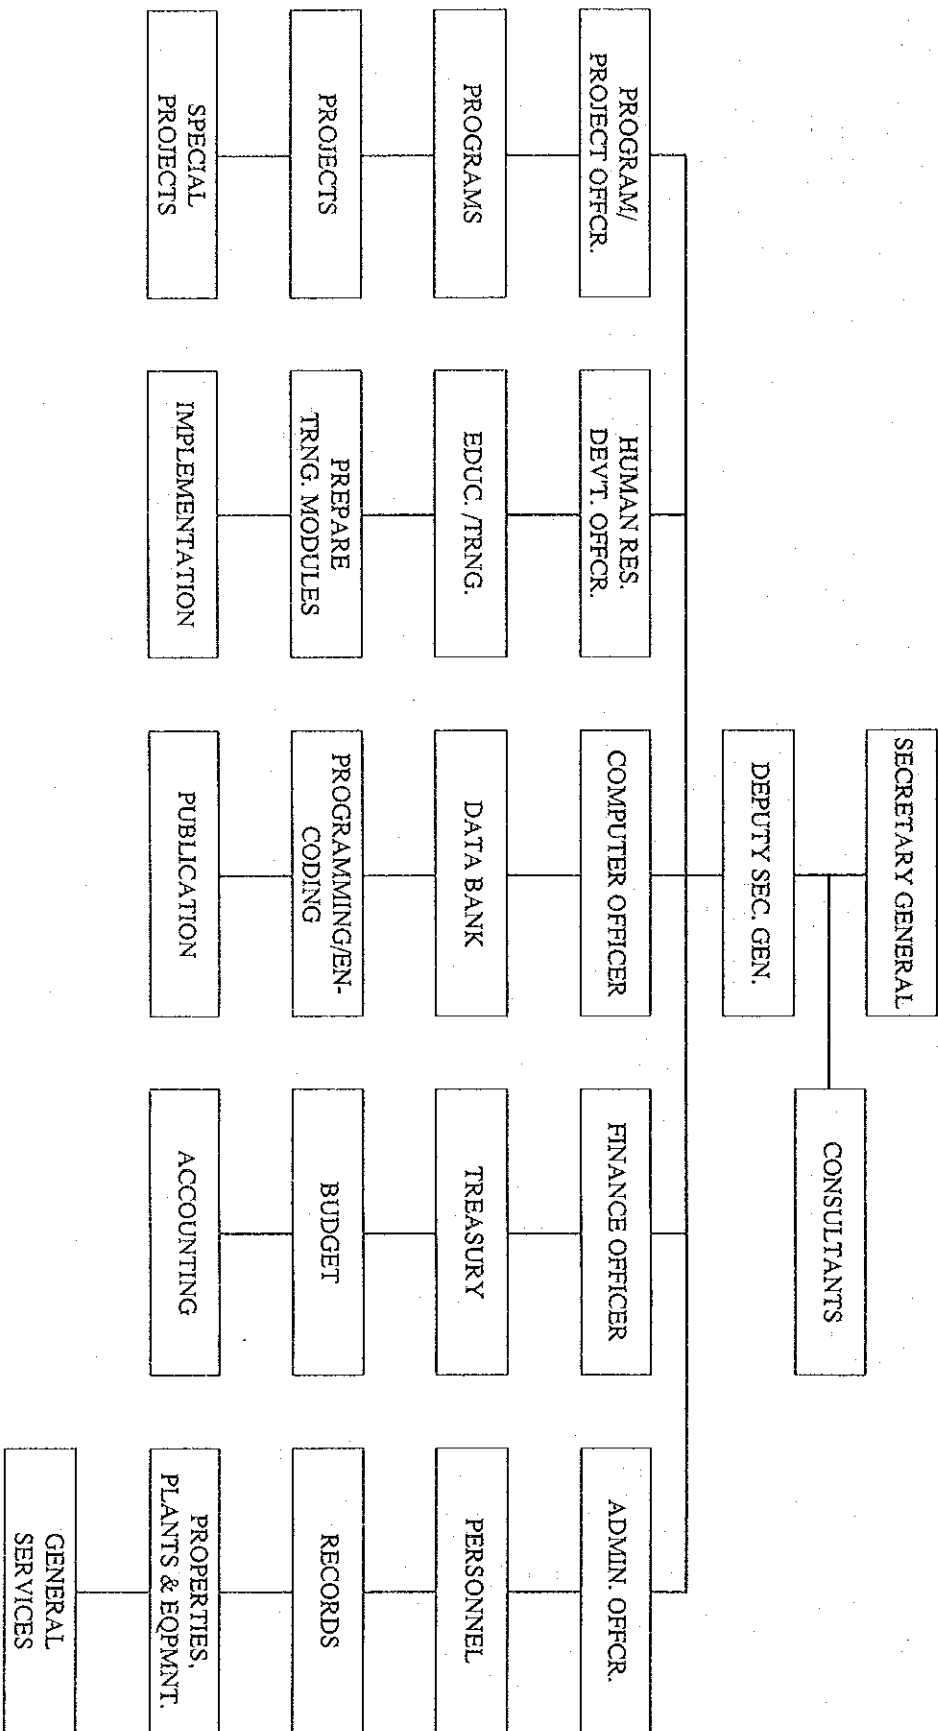 SECRETARY GENERAL
CONSULTANTS
DEPUTY SEC. GEN.
PROGRAM/
PROJECT OFFCR.
HUMAN RES.
DEV'T. OFFCR.
COMPUTER OFFICER
FINANCE OFFICER
ADMIN. OFFCR.
PROGRAMS
EDUC. /TRNG.
DATA BANK
TREASURY
PERSONNEL
PROJECTS
PREPARE
TRNG. MODULES
PROGRAMMING/EN-
CODING
BUDGET
RECORDS
SPECIAL
PROJECTS
IMPLEMENTATION
PUBLICATION
ACCOUNTING
PROPERTIES,
PLANTS & EQPMNT.
GENERAL
SERVICES